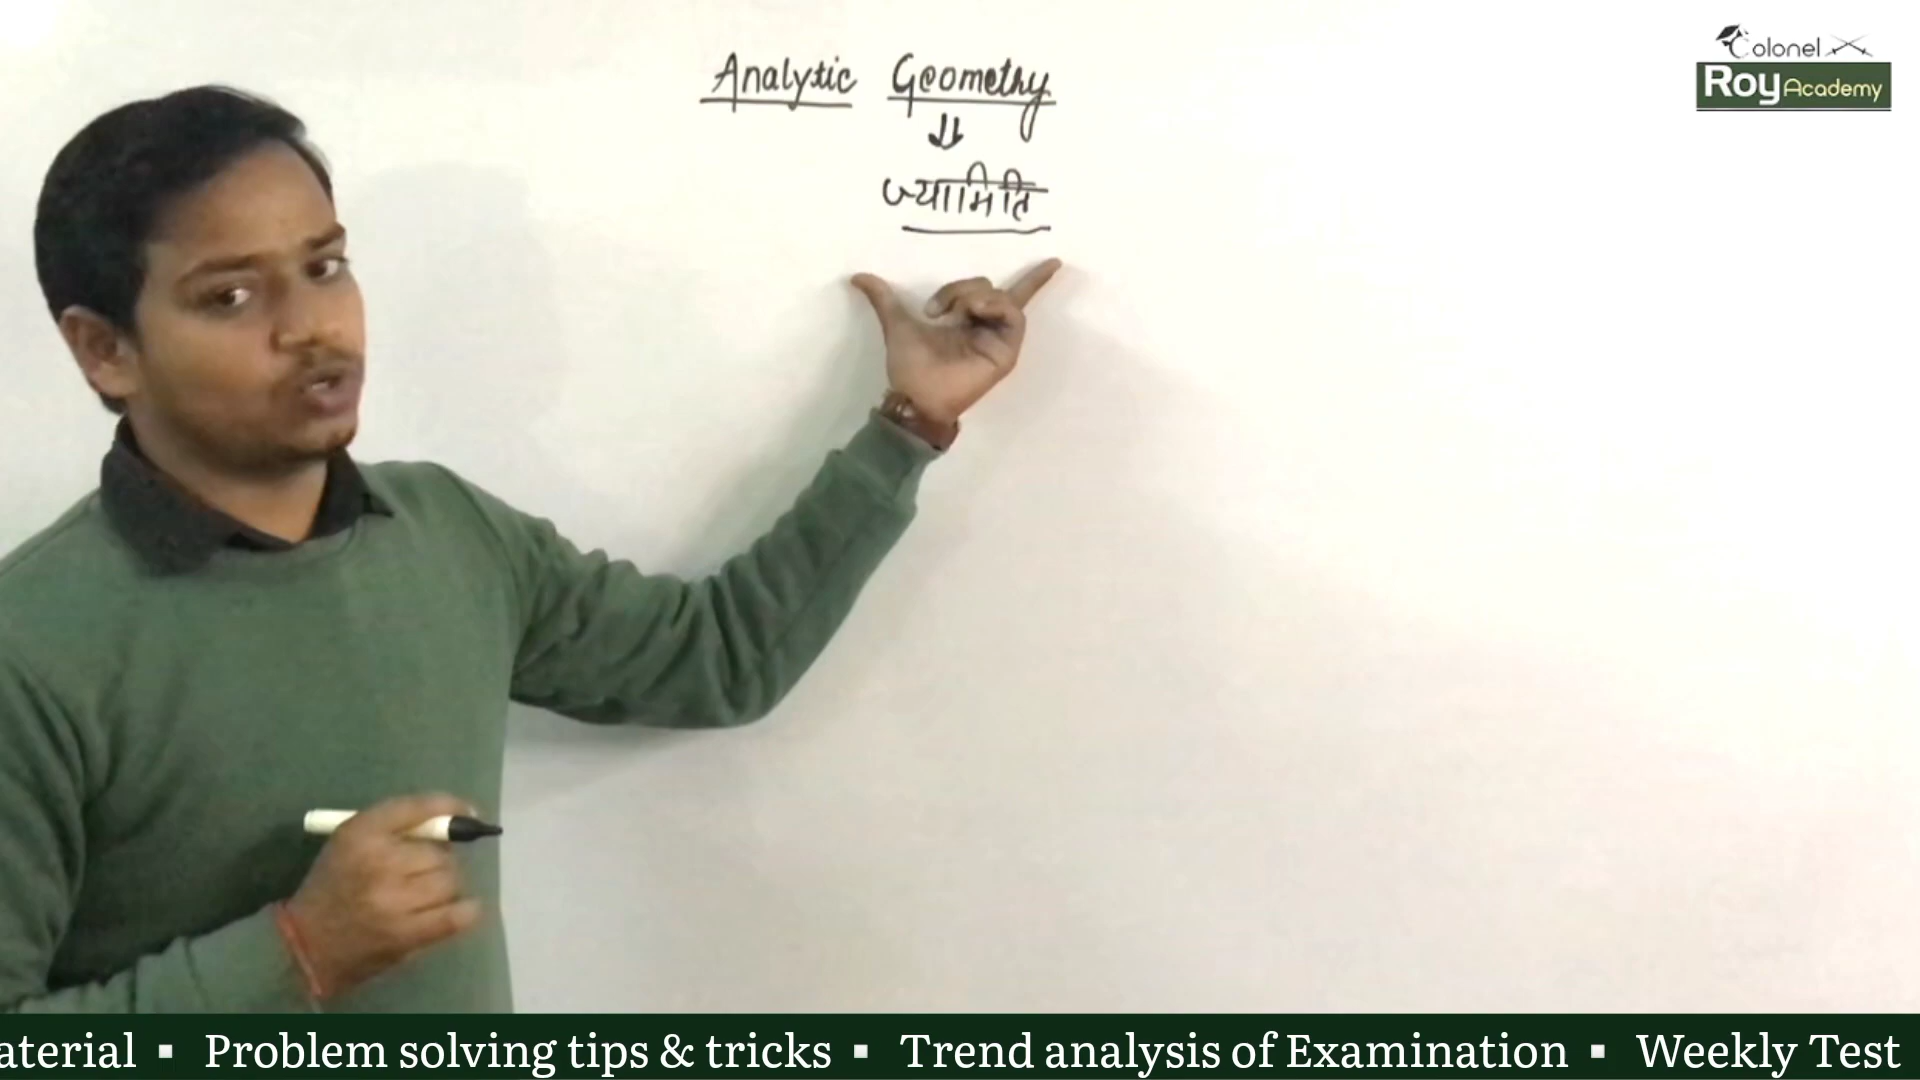 Analytic Geometry
ज्यामिति
Colonel
Roy Academy
aterial ▪ Problem solving tips & tricks ▪ Trend analysis of Examination ▪ Weekly Test